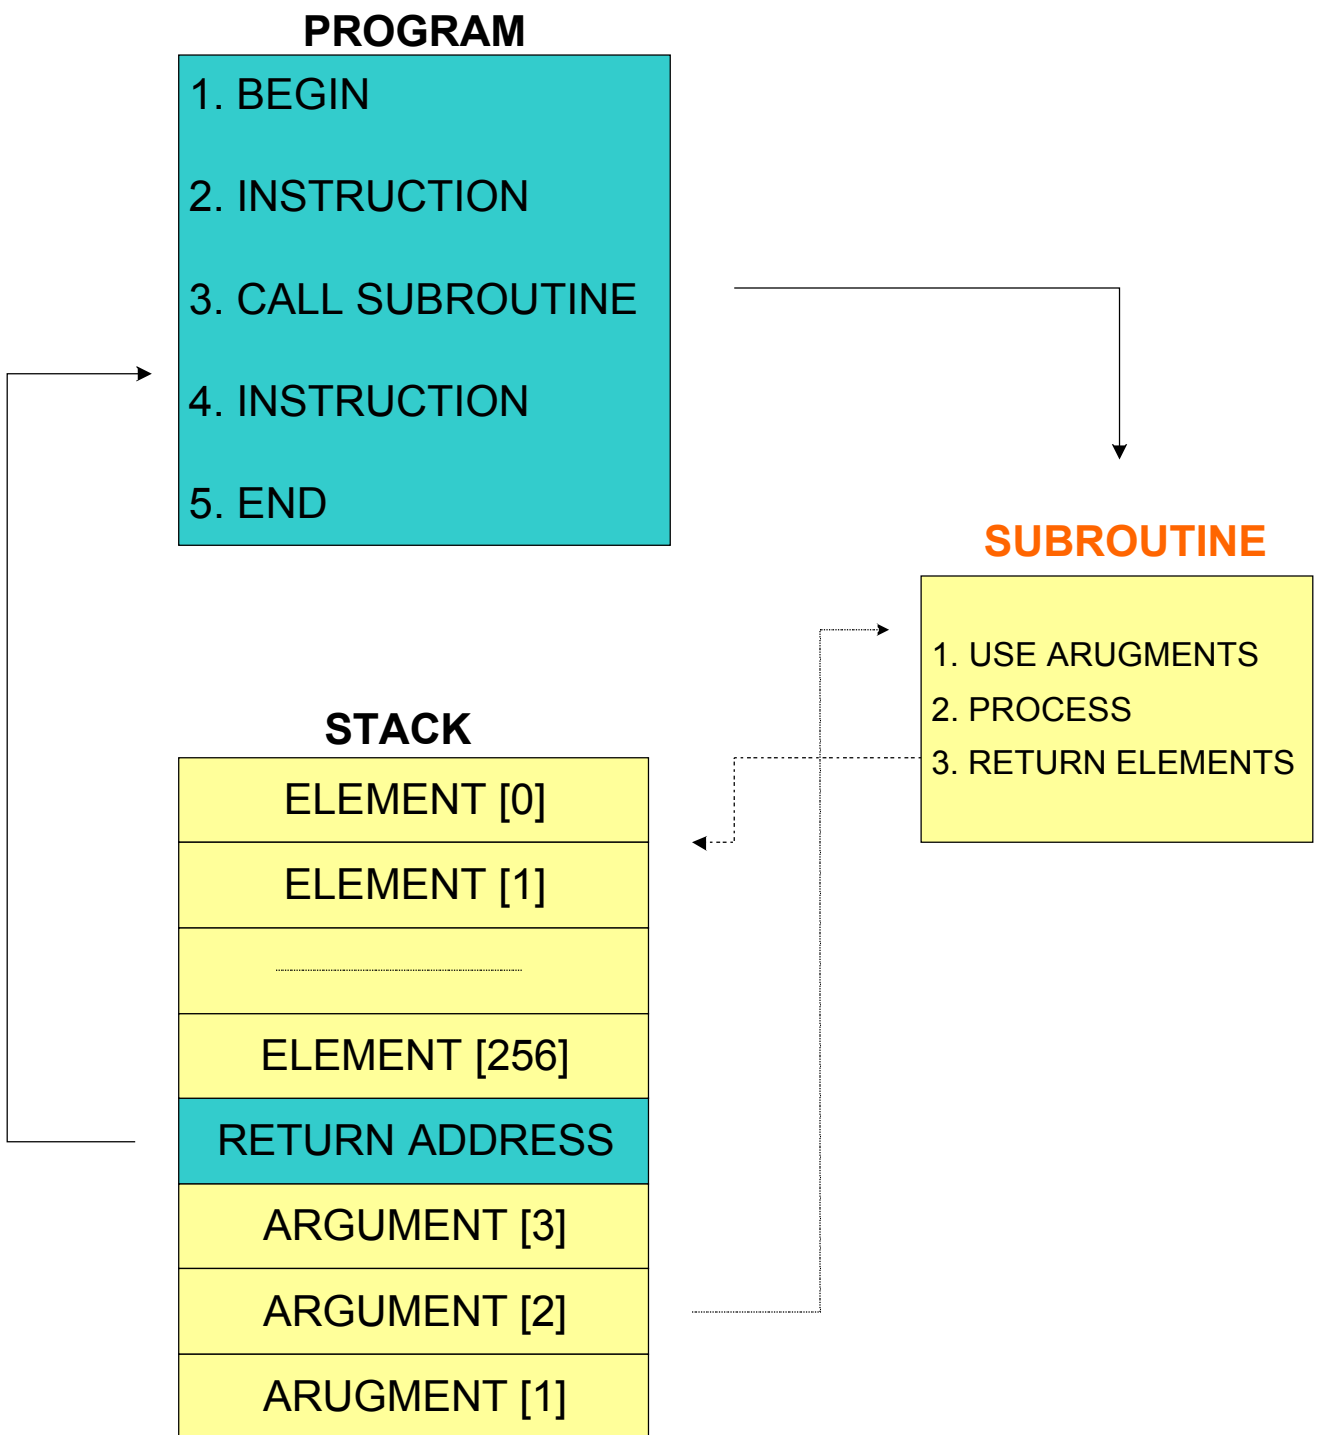 PROGRAM
1. BEGIN
2. INSTRUCTION
3. CALL SUBROUTINE
4. INSTRUCTION
5. END
SUBROUTINE
1. USE ARUGMENTS
2. PROCESS
3. RETURN ELEMENTS
STACK
ELEMENT [0]
ELEMENT [1]
ELEMENT [256]
RETURN ADDRESS
ARGUMENT [3]
ARGUMENT [2]
ARUGMENT [1]